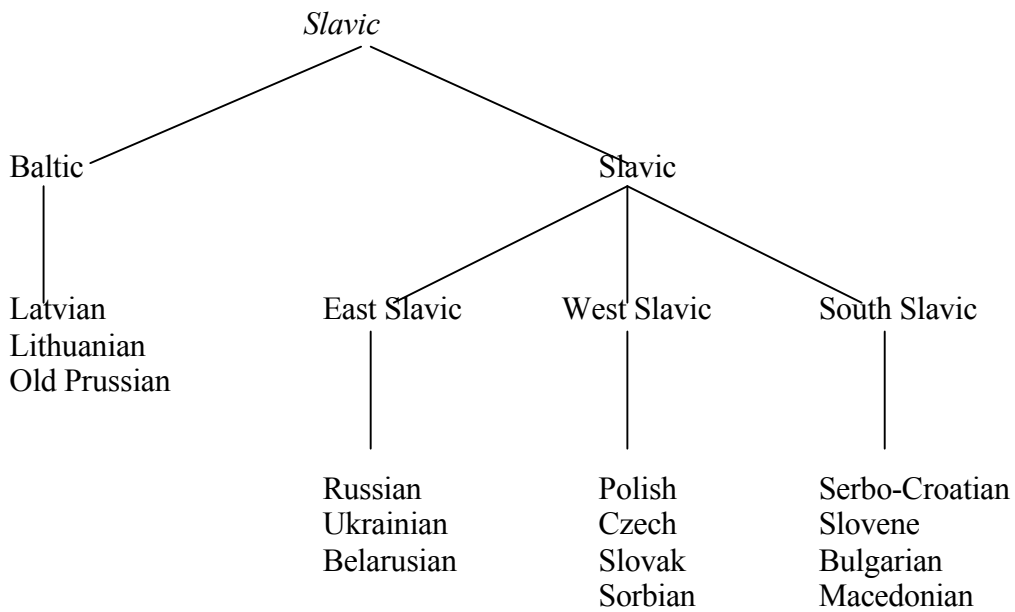 Slavic
Baltic Slavic
Latvian East Slavic West Slavic South Slavic
Lithuanian
Old Prussian
Russian Polish Serbo-Croatian
Ukrainian Czech Slovene
Belarusian Slovak Bulgarian
Sorbian Macedonian